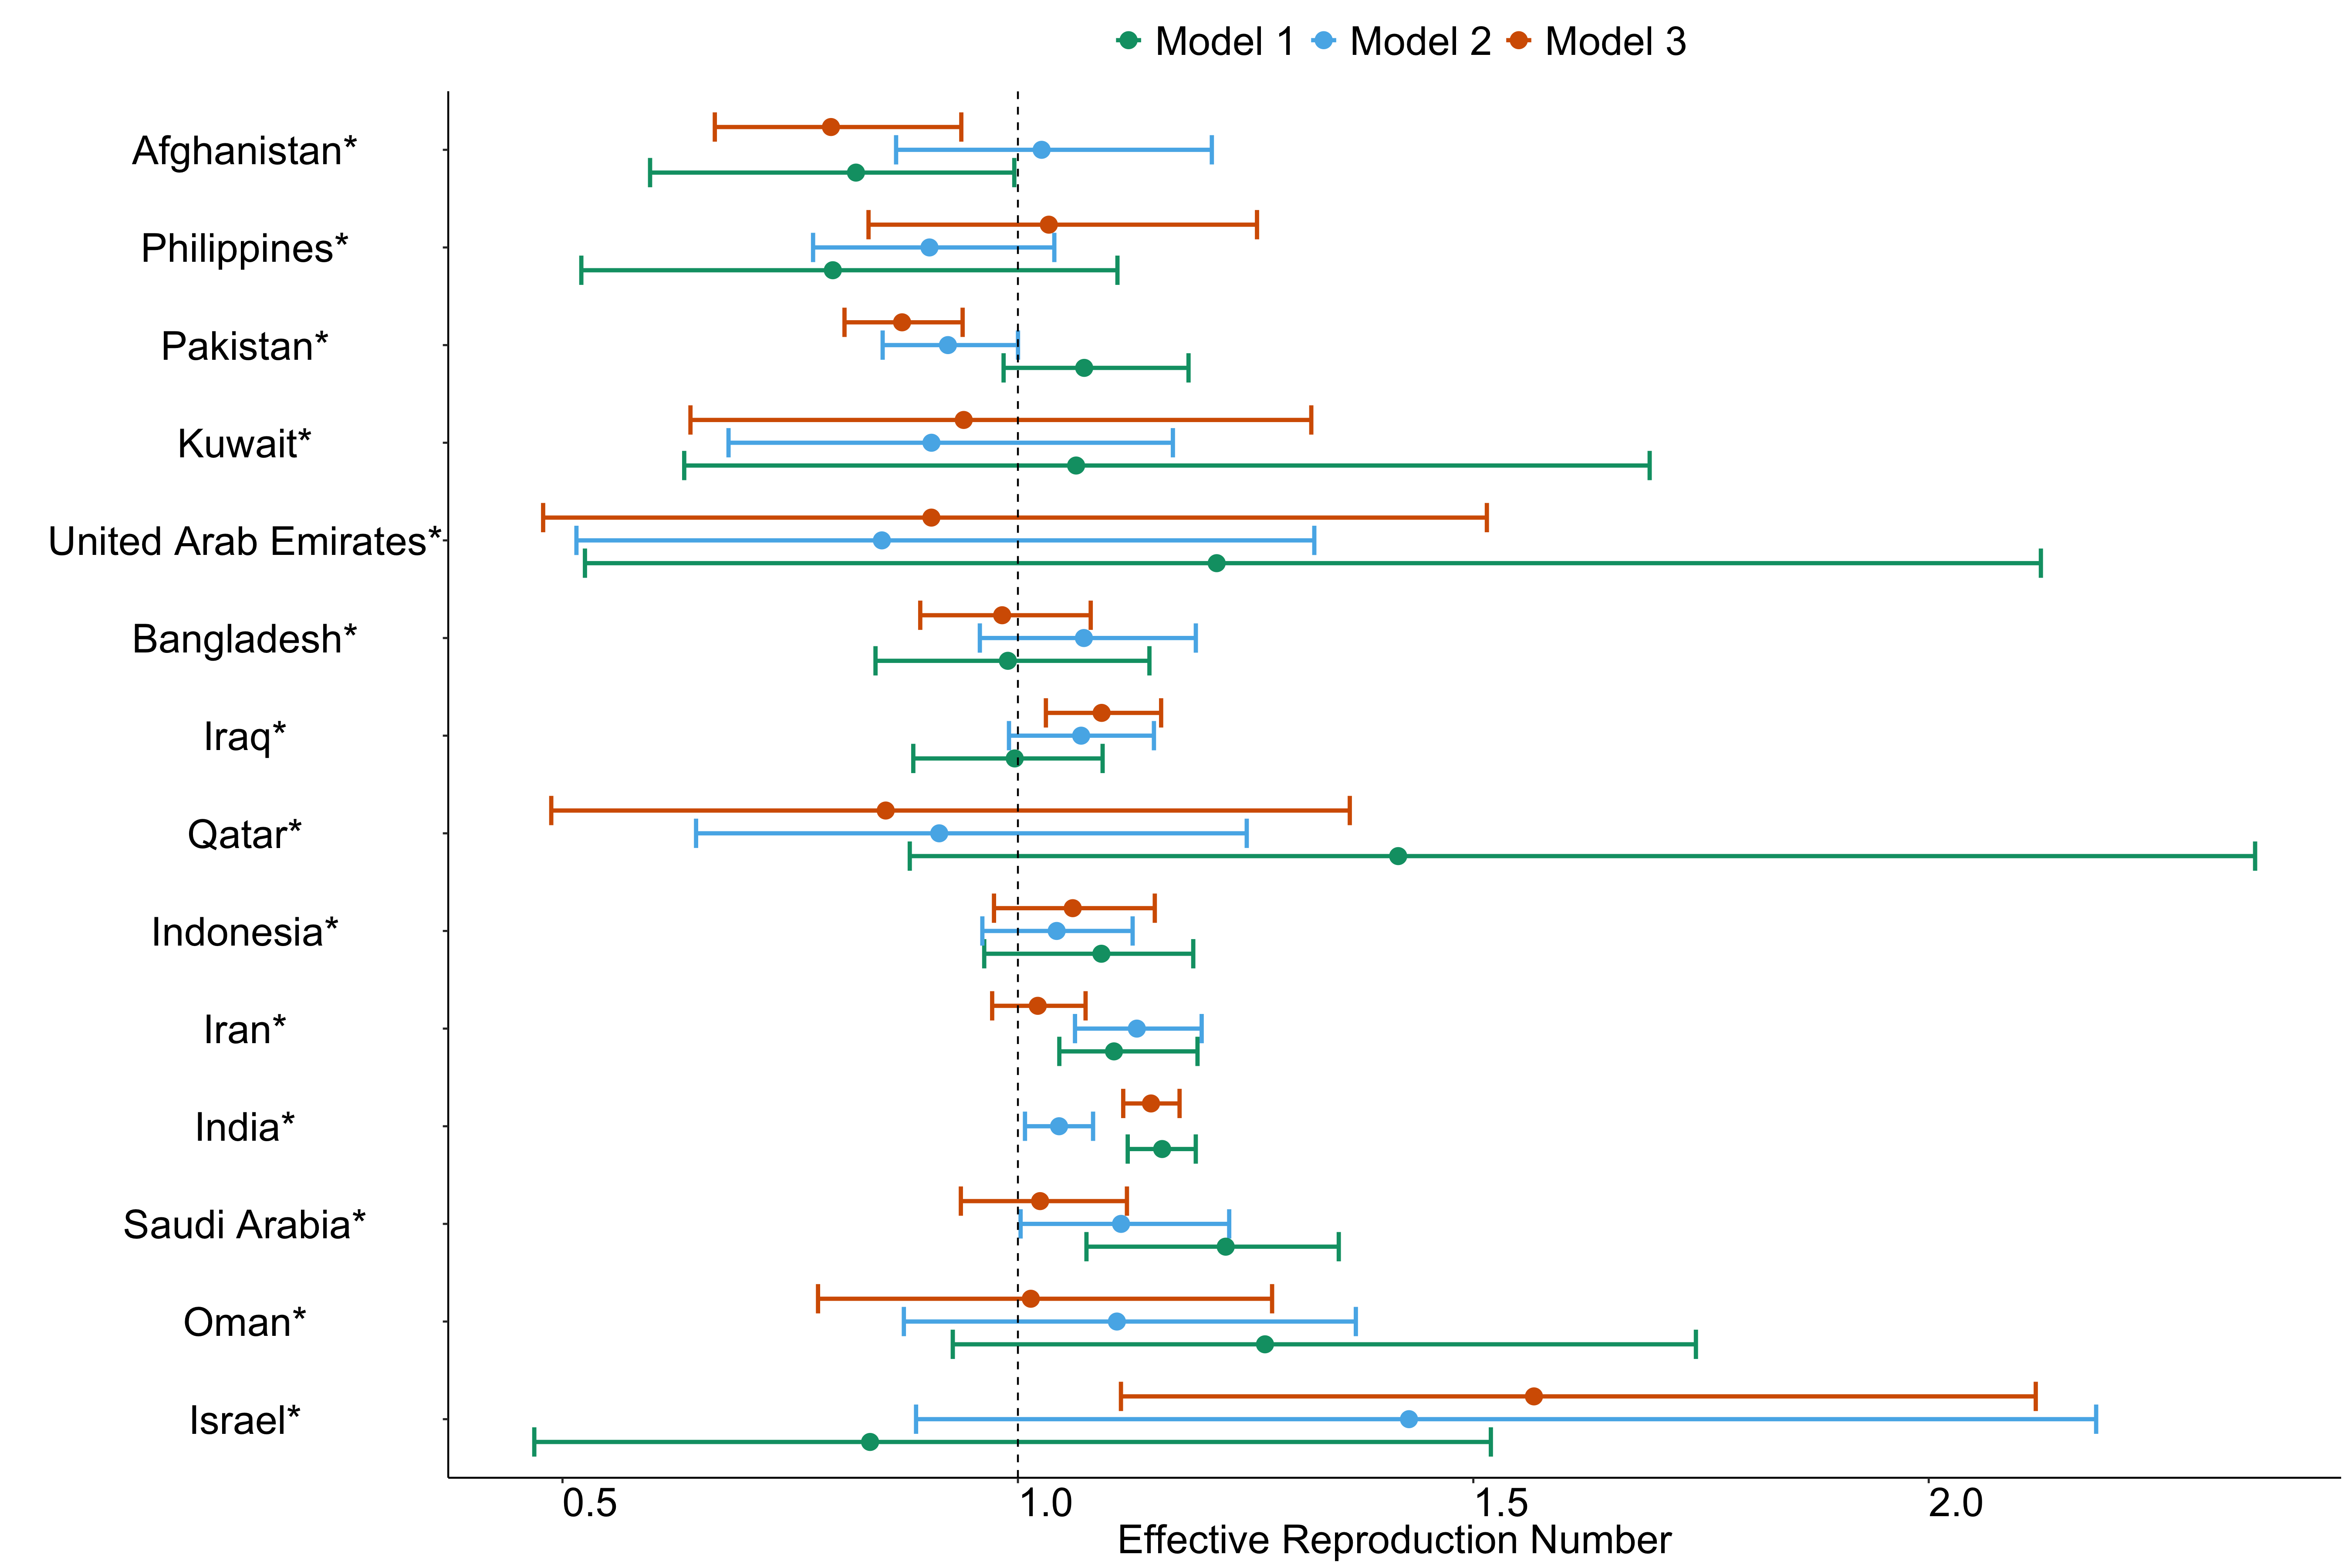 Model 1 Model 2 Model 3
Afghanistan*
Philippines*
Pakistan*
Kuwait*
United Arab Emirates*
Bangladesh*
Iraq*
Qatar*
Indonesia*
Iran*
India*
Saudi Arabia*
Oman*
Israel*
0.5 1.0 1.5 2.0
Effective Reproduction Number